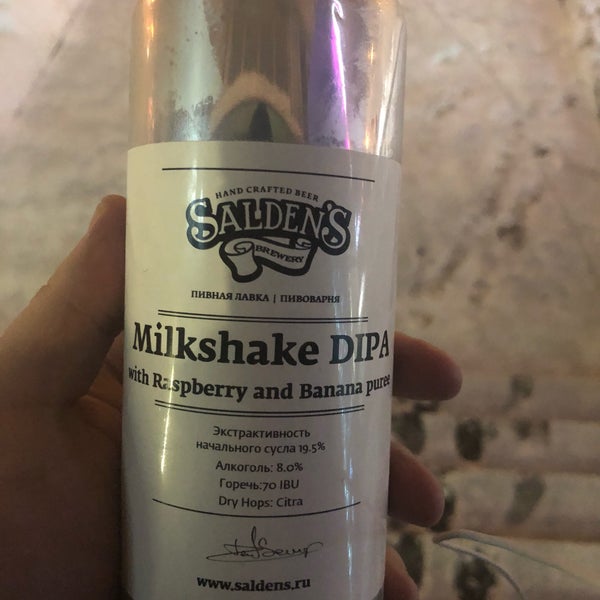 HAND CRAFTED BEER
SALDEN'S
BREWERY
ПИВНАЯ ЛАВКА | ПИВОВАРНЯ
Milkshake DIPA
with Raspberry and Banana puree
Экстрактивность
начального сусла 19.5%
Алкоголь: 8.0%
Горечь:70 IBU
Dry Hops: Citra
www.saldens.ru